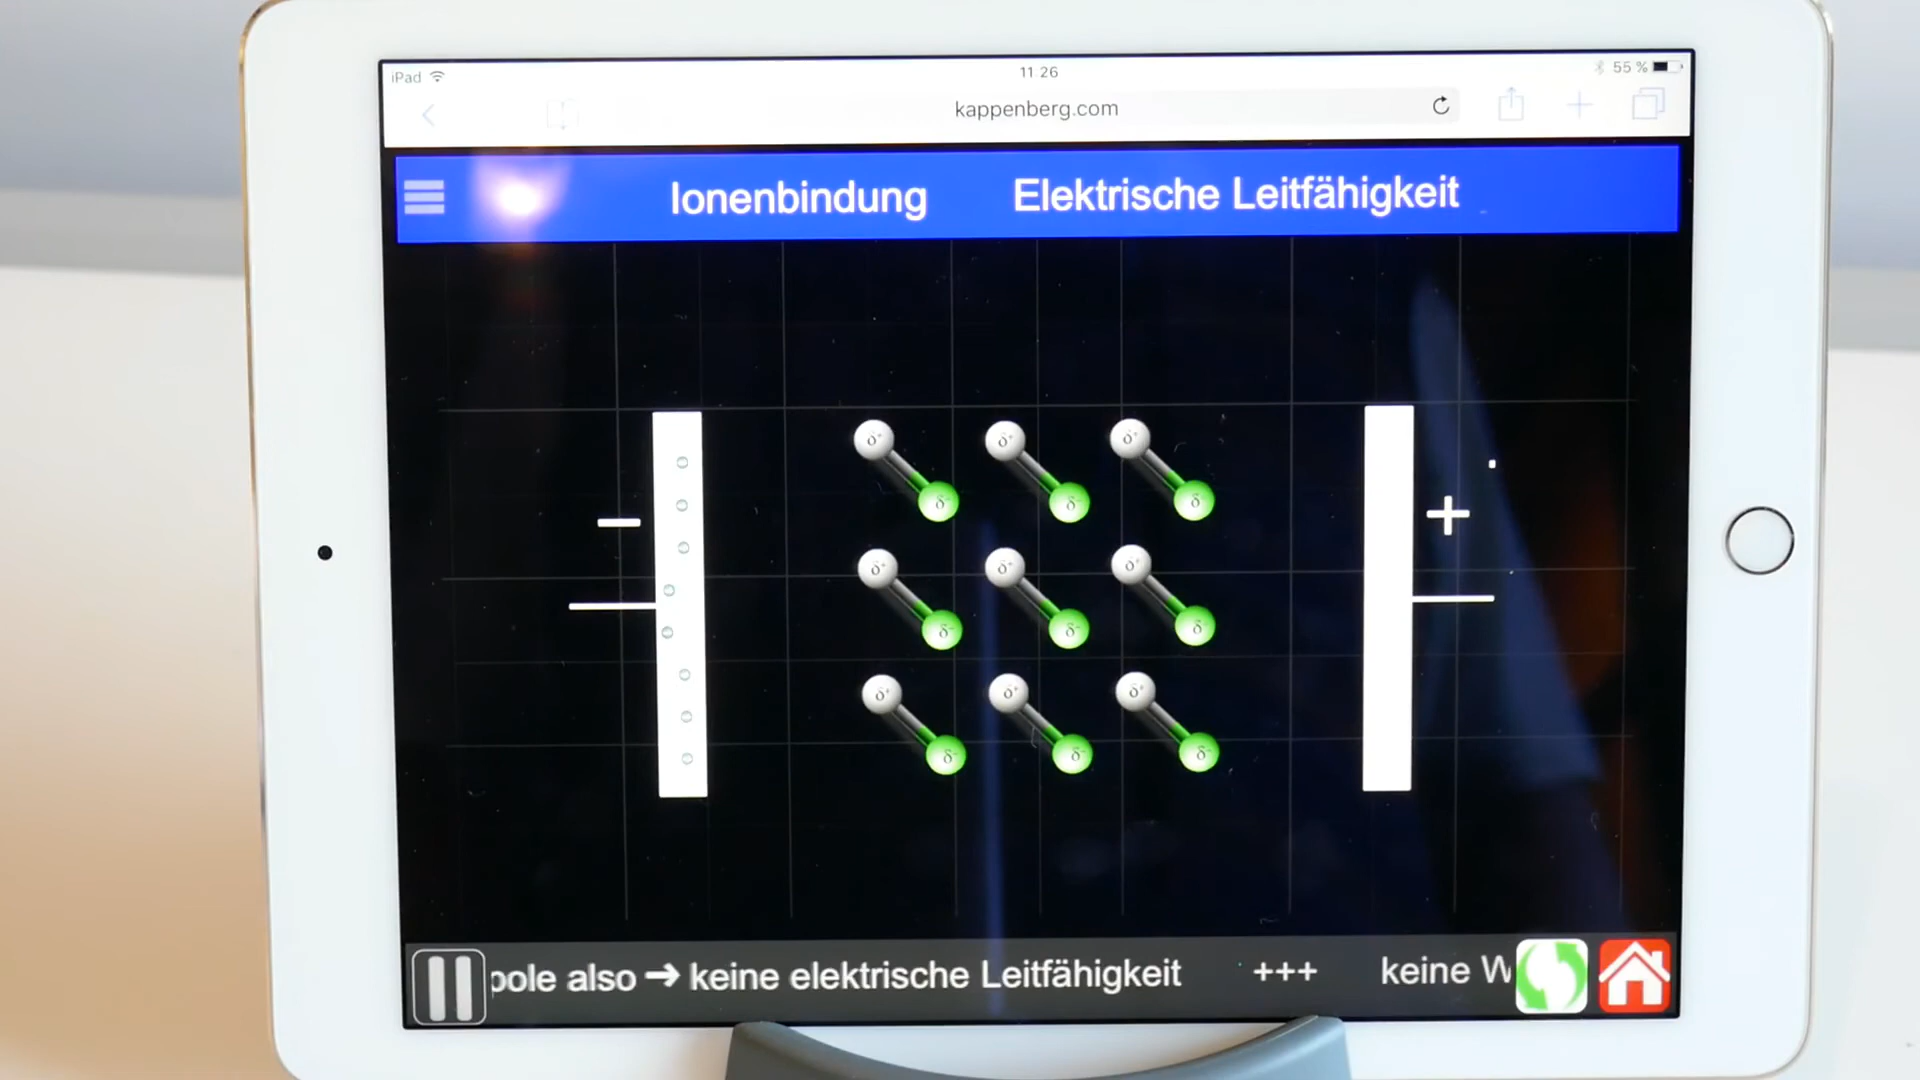 iPad 11 26 55 %
kappenberg.com
Ionenbindung Elektrische Leitfähigkeit
δ+ δ+ δ+
δ- δ- δ-
− +
δ+ δ+ δ+
δ- δ- δ-
δ+ δ+ δ+
δ- δ- δ-
pole also → keine elektrische Leitfähigkeit +++ keine W